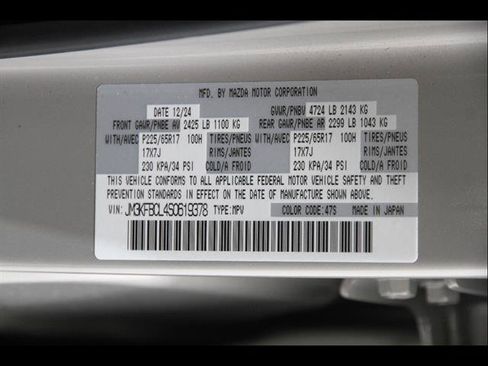 MFD. BY MAZDA MOTOR CORPORATION
DATE 12/24 GVWR/PNBV 4724 LB 2143 KG
FRONT GAWR/PNBE AV 2425 LB 1100 KG REAR GAWR/PNBE AR 2299 LB 1043 KG
WITH/AVEC P225/65R17 100H TIRES/PNEUS WITH/AVEC P225/65R17 100H TIRES/PNEUS
17X7J RIMS/JANTES 17X7J RIMS/JANTES
230 KPA/34 PSI COLD/A FROID 230 KPA/34 PSI COLD/A FROID
THIS VEHICLE CONFORMS TO ALL APPLICABLE FEDERAL MOTOR VEHICLE SAFETY AND THEFT
PREVENTION STANDARDS IN EFFECT ON THE DATE OF MANUFACTURE SHOWN ABOVE.
VIN: JM3KFBCL4S0619378 TYPE: MPV COLOR CODE: 47S MADE IN JAPAN